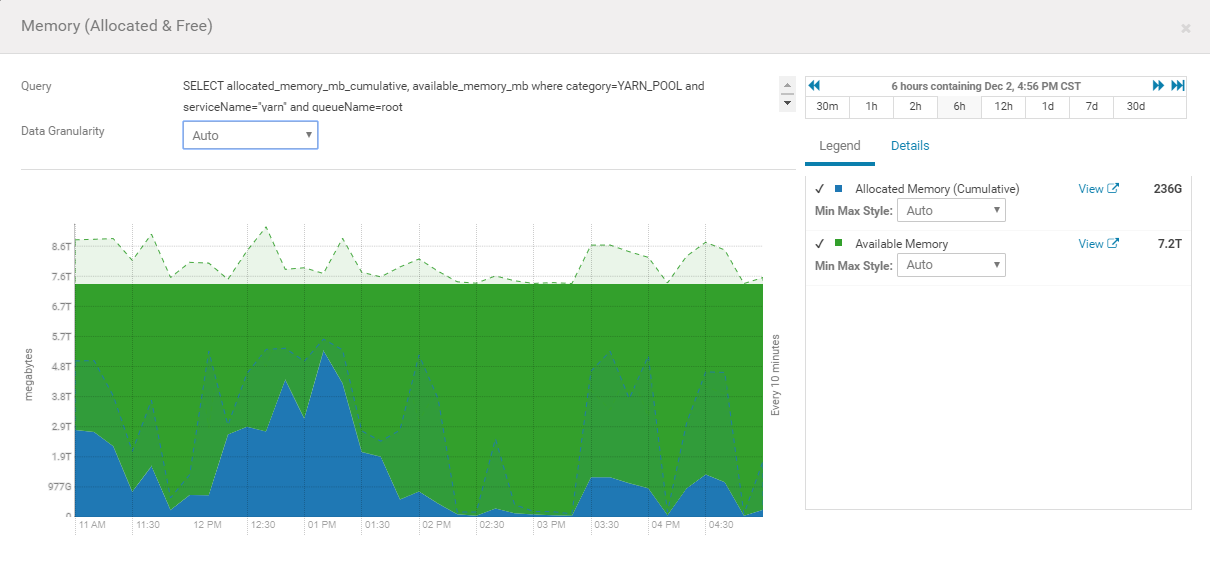 Memory (Allocated & Free)
×
Query
SELECT allocated_memory_mb_cumulative, available_memory_mb where category=YARN_POOL and
serviceName="yarn" and queueName=root
Data Granularity
Auto
6 hours containing Dec 2, 4:56 PM CST
30m 1h 2h 6h 12h 1d 7d 30d
Legend Details
Allocated Memory (Cumulative) View 236G
Min Max Style: Auto
Available Memory View 7.2T
Min Max Style: Auto
megabytes
8.6T
7.6T
6.7T
5.7T
4.8T
3.8T
2.9T
1.9T
977G
0
11 AM 11:30 12 PM 12:30 01 PM 01:30 02 PM 02:30 03 PM 03:30 04 PM 04:30
Every 10 minutes